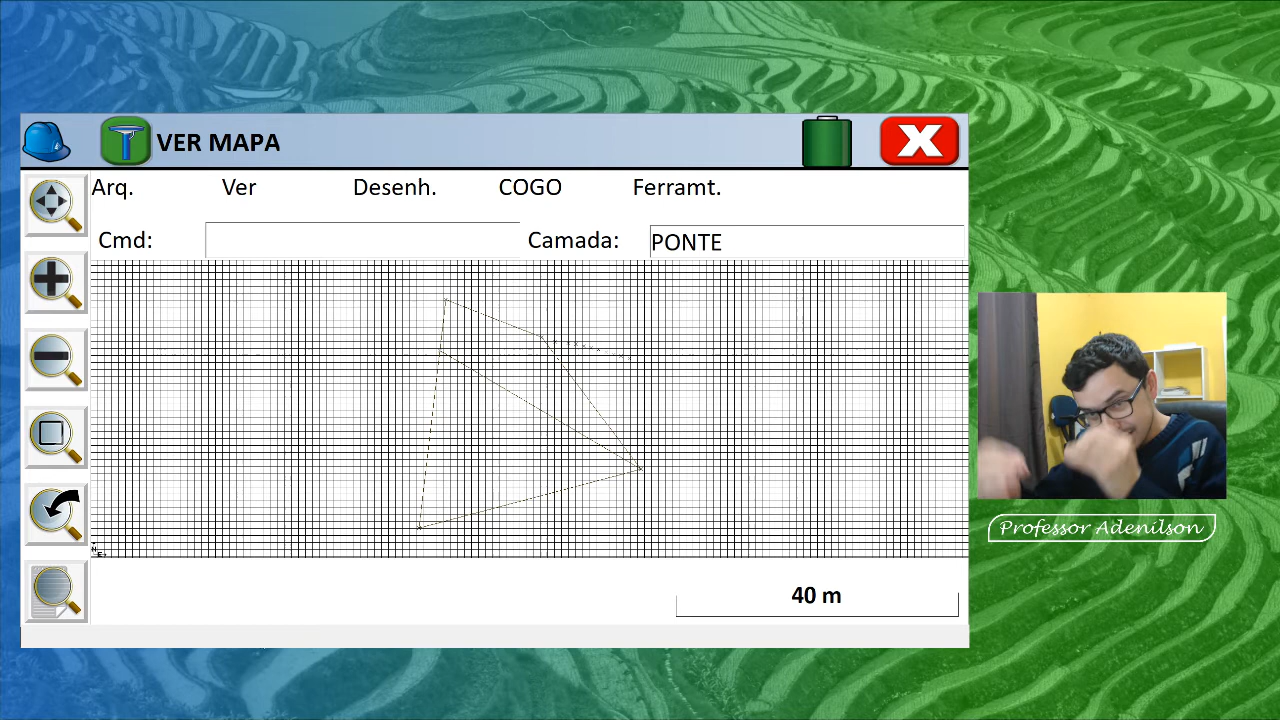 VER MAPA
Arq. Ver Desenh. COGO Ferramt.
Cmd: Camada: PONTE
40 m
Professor Adenilson